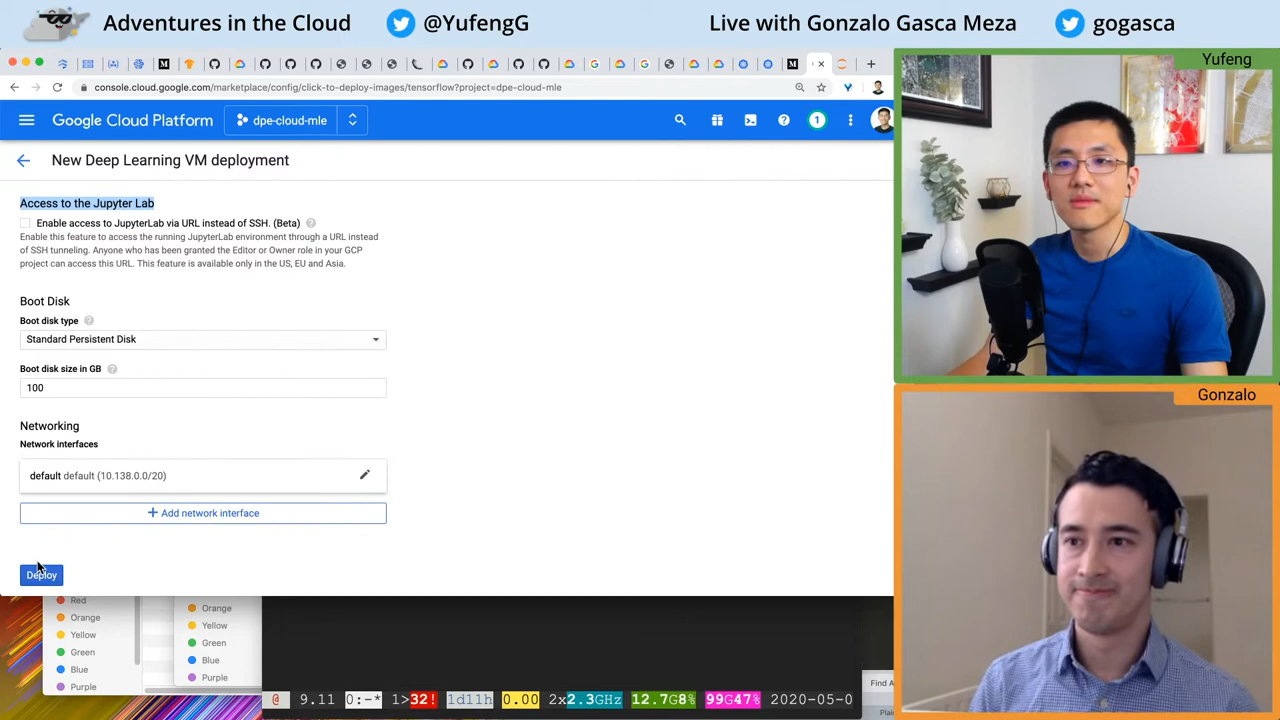 Adventures in the Cloud
@YufengG
Live with Gonzalo Gasca Meza
gogasca
Yufeng
console.cloud.google.com/marketplace/config/click-to-deploy-images/tensorflow?project=dpe-cloud-mle
Google Cloud Platform
dpe-cloud-mle
1
New Deep Learning VM deployment
Access to the Jupyter Lab
Enable access to JupyterLab via URL instead of SSH. (Beta)
Enable this feature to access the running JupyterLab environment through a URL instead
of SSH tunneling. Anyone who has been granted the Editor or Owner role in your GCP
project can access this URL. This feature is available only in the US, EU and Asia.
Boot Disk
Boot disk type
Standard Persistent Disk
Boot disk size in GB
100
Networking
Network interfaces
default default (10.138.0.0/20)
+ Add network interface
Deploy
Gonzalo
Red
Orange
Yellow
Green
Blue
Purple
Orange
Yellow
Green
Blue
Purple
@ 9.11 0:-* 1>32! 1d11h 0.00 2x2.3GHz 12.7G8% 99G47% 2020-05-0
Find A
Plain